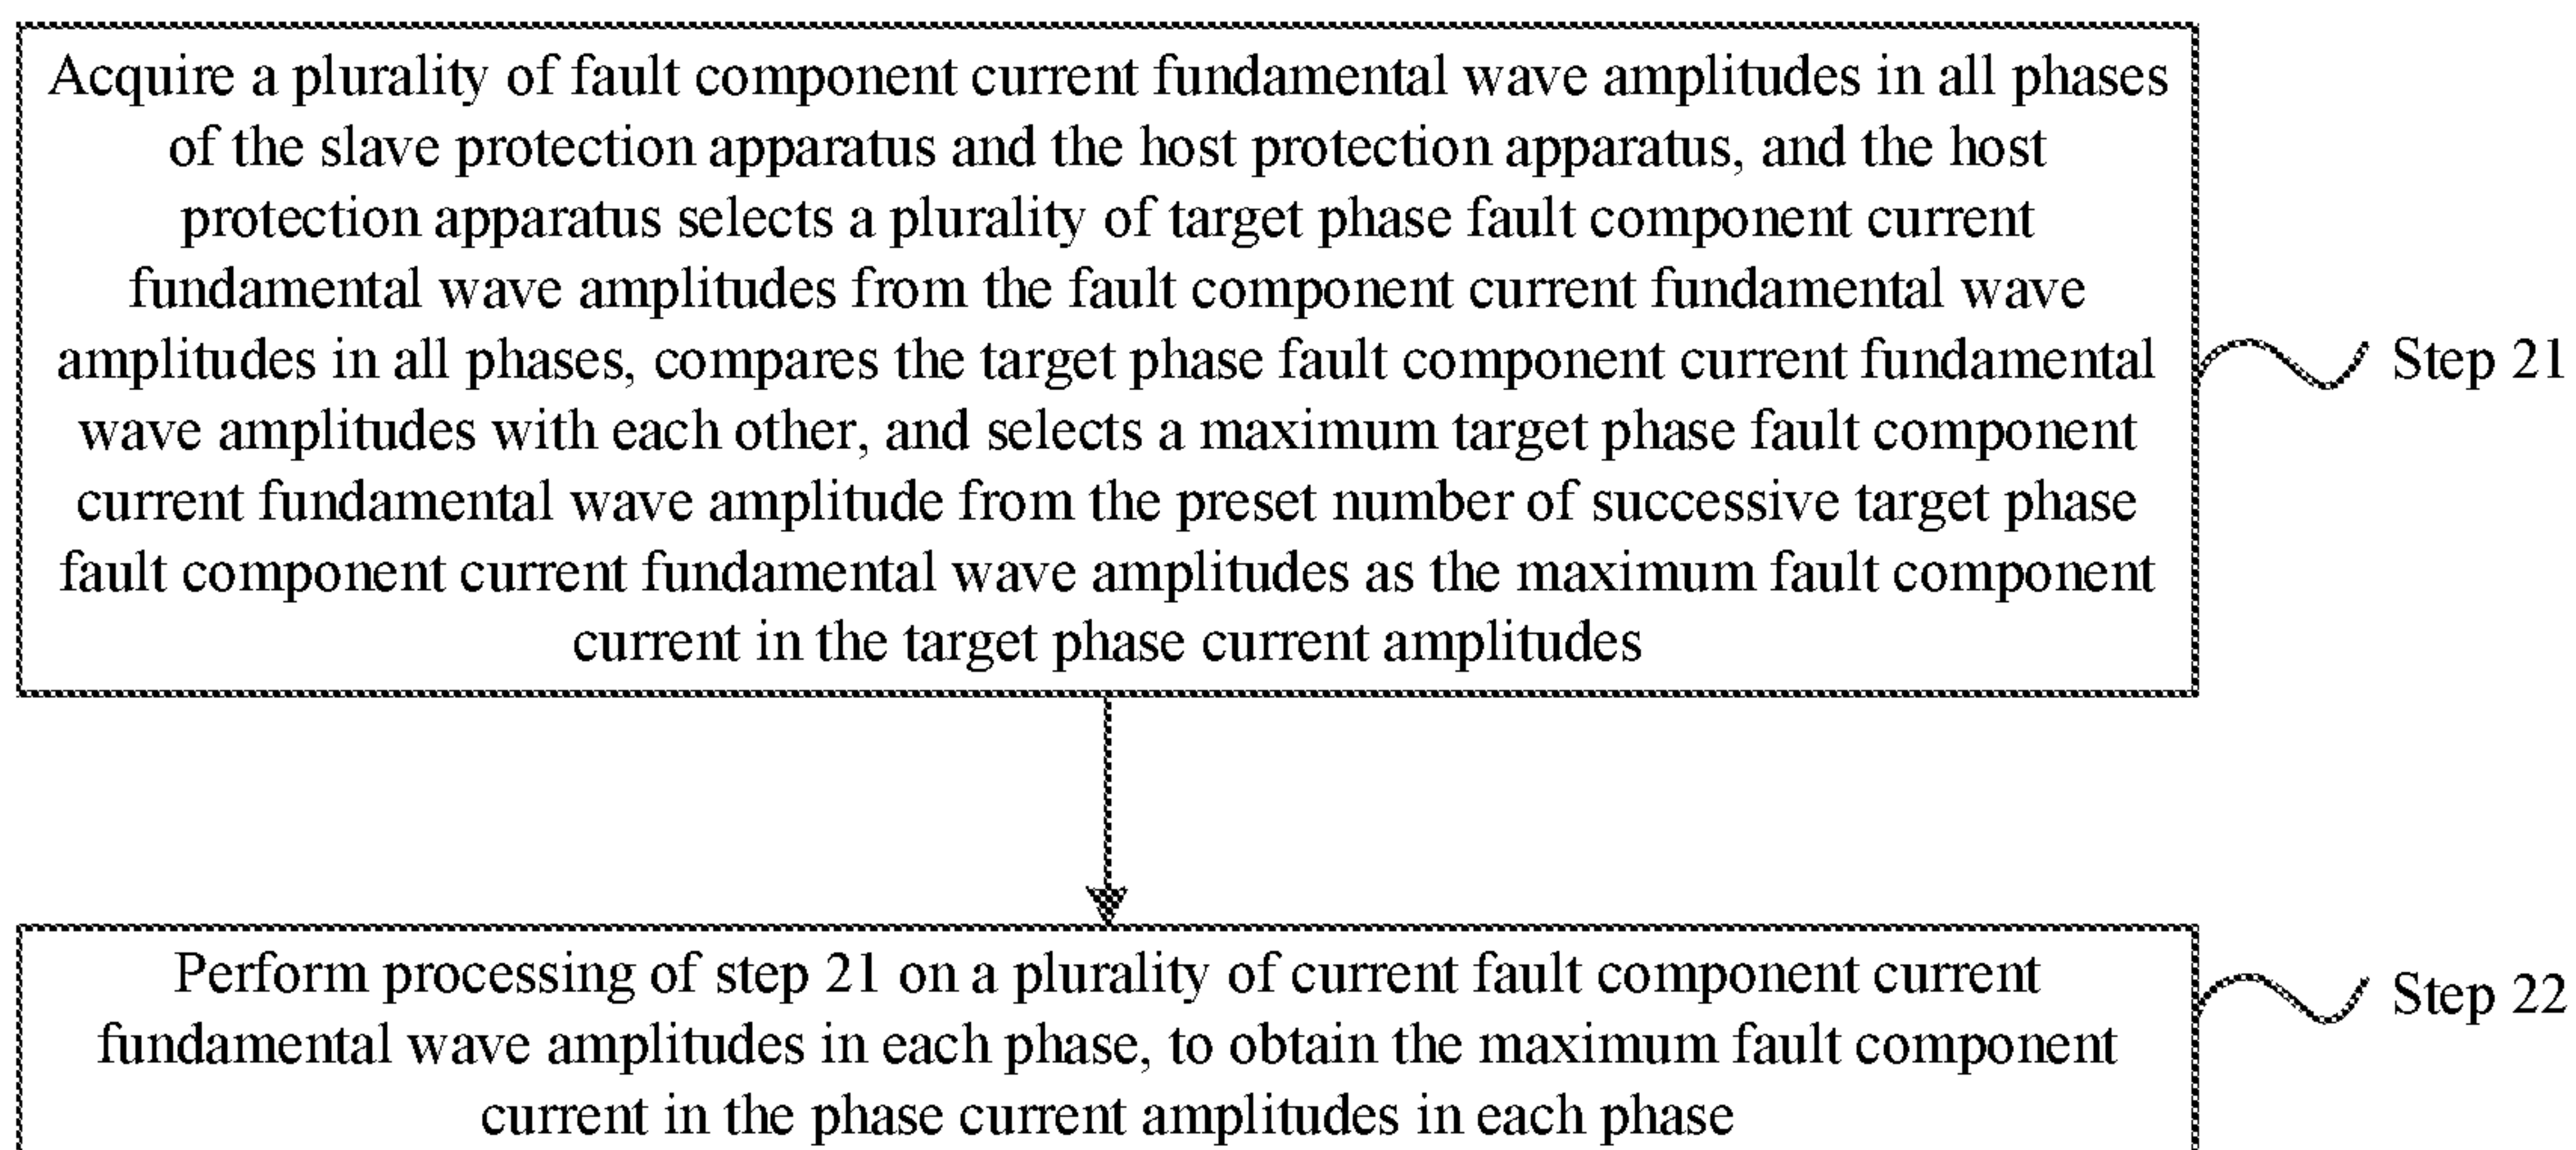 Acquire a plurality of fault component current fundamental wave amplitudes in all phases
of the slave protection apparatus and the host protection apparatus, and the host
protection apparatus selects a plurality of target phase fault component current
fundamental wave amplitudes from the fault component current fundamental wave
amplitudes in all phases, compares the target phase fault component current fundamental
wave amplitudes with each other, and selects a maximum target phase fault component
current fundamental wave amplitude from the preset number of successive target phase
fault component current fundamental wave amplitudes as the maximum fault component
current in the target phase current amplitudes
Step 21
Perform processing of step 21 on a plurality of current fault component current
fundamental wave amplitudes in each phase, to obtain the maximum fault component
current in the phase current amplitudes in each phase
Step 22